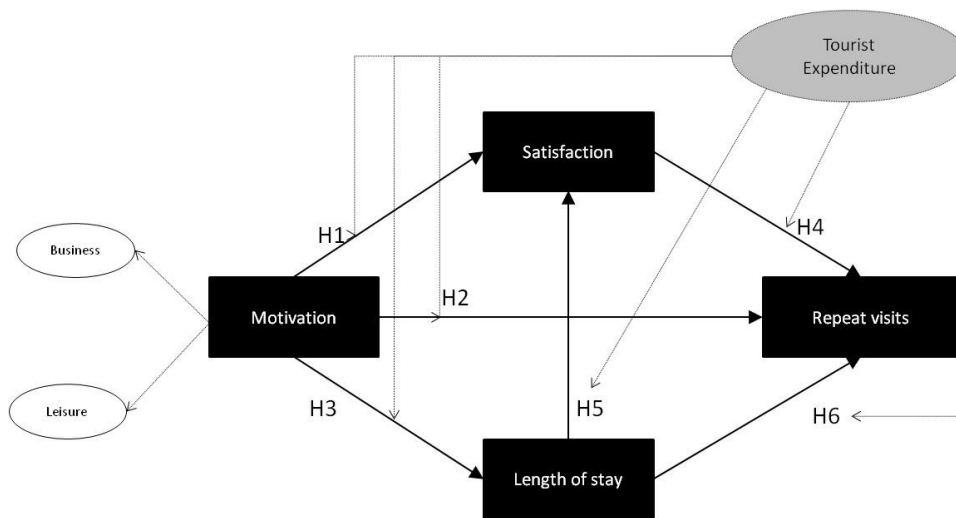 Tourist
Expenditure
Satisfaction
H1
H4
Business
Motivation
H2
Repeat visits
Leisure
H3
H5
H6
Length of stay